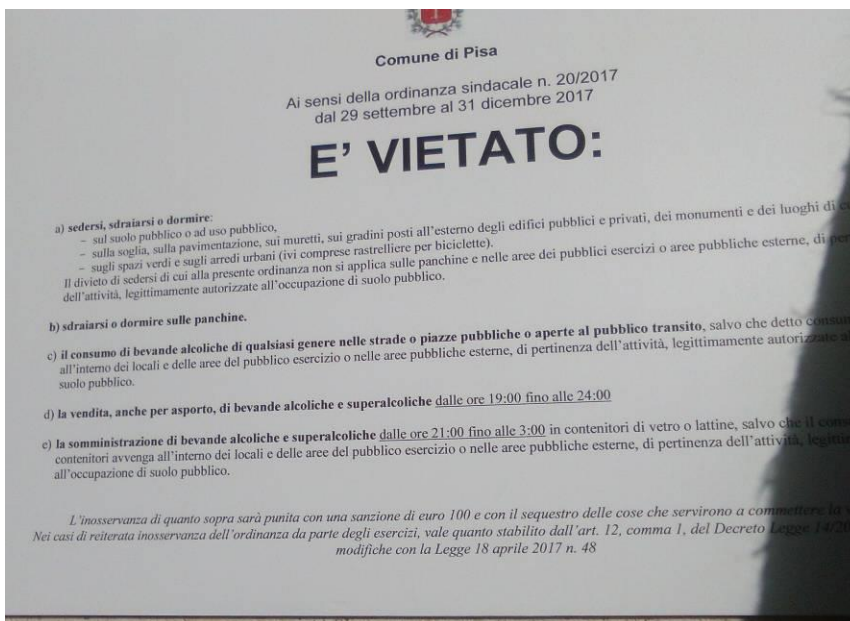 Comune di Pisa
Ai sensi della ordinanza sindacale n. 20/2017
dal 29 settembre al 31 dicembre 2017
E' VIETATO:
a) sedersi, sdraiarsi o dormire:
– sul suolo pubblico o ad uso pubblico,
– sulla soglia, sulla pavimentazione, sui muretti, sui gradini posti all'esterno degli edifici pubblici e privati, dei monumenti e dei luoghi di
– sugli spazi verdi e sugli arredi urbani (ivi comprese rastrelliere per biciclette).
Il divieto di sedersi di cui alla presente ordinanza non si applica sulle panchine e nelle aree dei pubblici esercizi o aree pubbliche esterne, di
dell'attività, legittimamente autorizzate all'occupazione di suolo pubblico.
b) sdraiarsi o dormire sulle panchine.
c) il consumo di bevande alcoliche di qualsiasi genere nelle strade o piazze pubbliche o aperte al pubblico transito, salvo che detto
all'interno dei locali e delle aree del pubblico esercizio o nelle aree pubbliche esterne, di pertinenza dell'attività, legittimamente autorizzate
suolo pubblico.
d) la vendita, anche per asporto, di bevande alcoliche e superalcoliche dalle ore 19:00 fino alle 24:00
e) la somministrazione di bevande alcoliche e superalcoliche dalle ore 21:00 fino alle 3:00 in contenitori di vetro o lattine, salvo che il
contenitori avvenga all'interno dei locali e delle aree del pubblico esercizio o nelle aree pubbliche esterne, di pertinenza dell'attività,
all'occupazione di suolo pubblico.
L'inosservanza di quanto sopra sarà punita con una sanzione di euro 100 e con il sequestro delle cose che servirono a commettere la
Nei casi di reiterata inosservanza dell'ordinanza da parte degli esercizi, vale quanto stabilito dall'art. 12, comma 1, del Decreto Legge
modifiche con la Legge 18 aprile 2017 n. 48